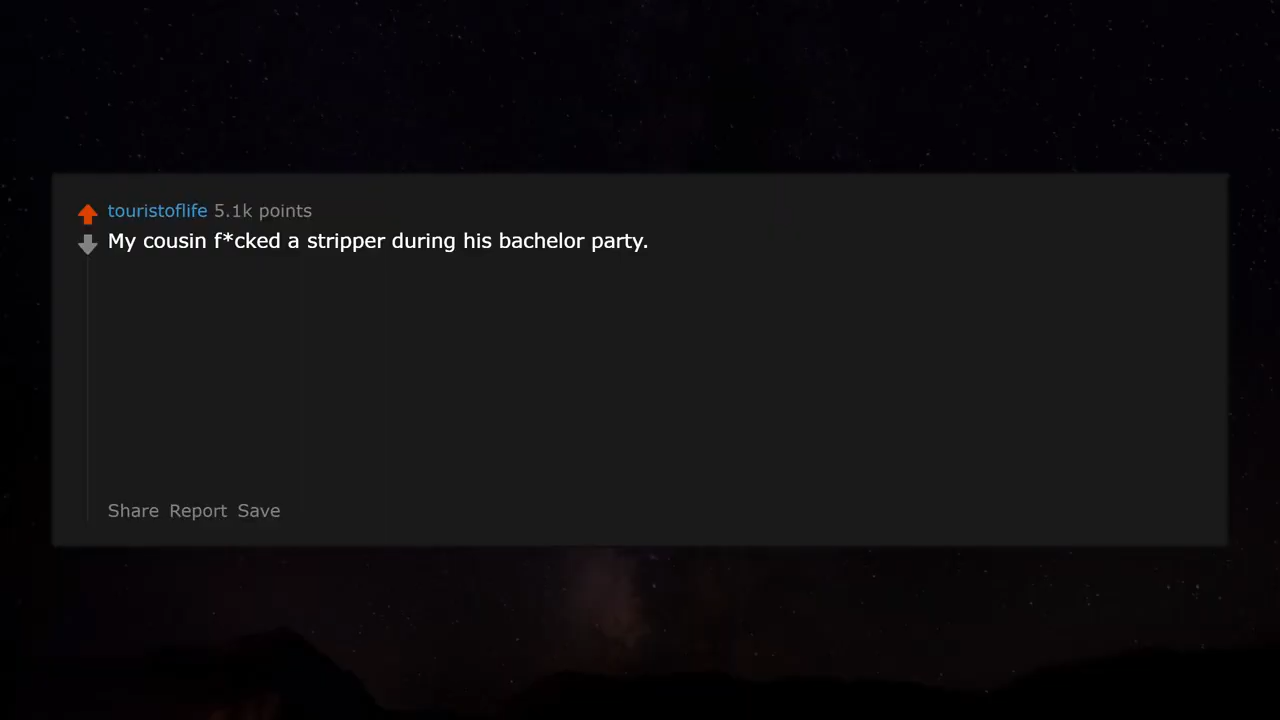 touristoflife 5.1k points
My cousin f*cked a stripper during his bachelor party.
Share Report Save